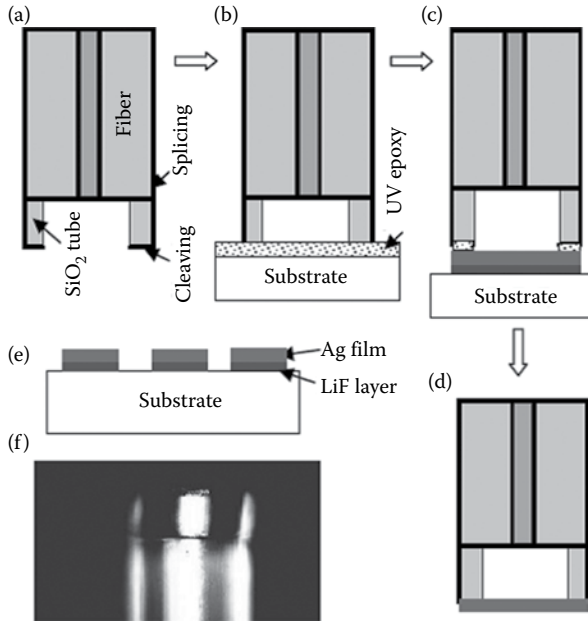 (a)
(b)
(c)
Fiber
Splicing
SiO₂ tube
Cleaving
UV epoxy
Substrate
Substrate
(e)
Ag film
LiF layer
Substrate
(d)
(f)